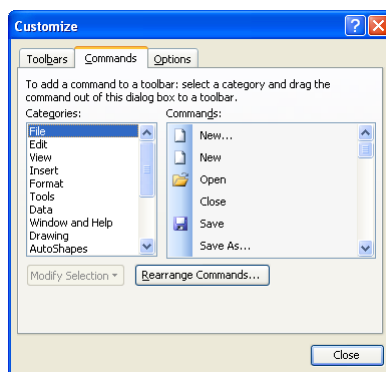 Customize
Toolbars Commands Options
To add a command to a toolbar: select a category and drag the
command out of this dialog box to a toolbar.
Categories: Commands:
File
Edit
View
Insert
Format
Tools
Data
Window and Help
Drawing
AutoShapes
New...
New
Open
Close
Save
Save As...
Modify Selection
Rearrange Commands...
Close